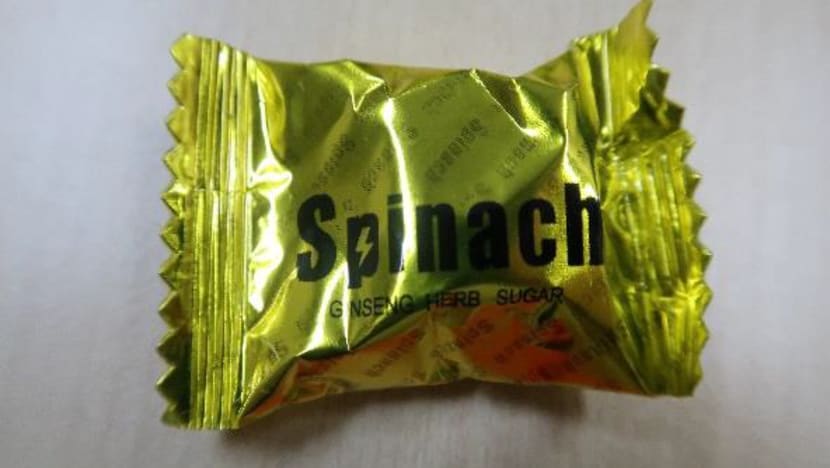 Spinach
GINSENG HERB SUGAR